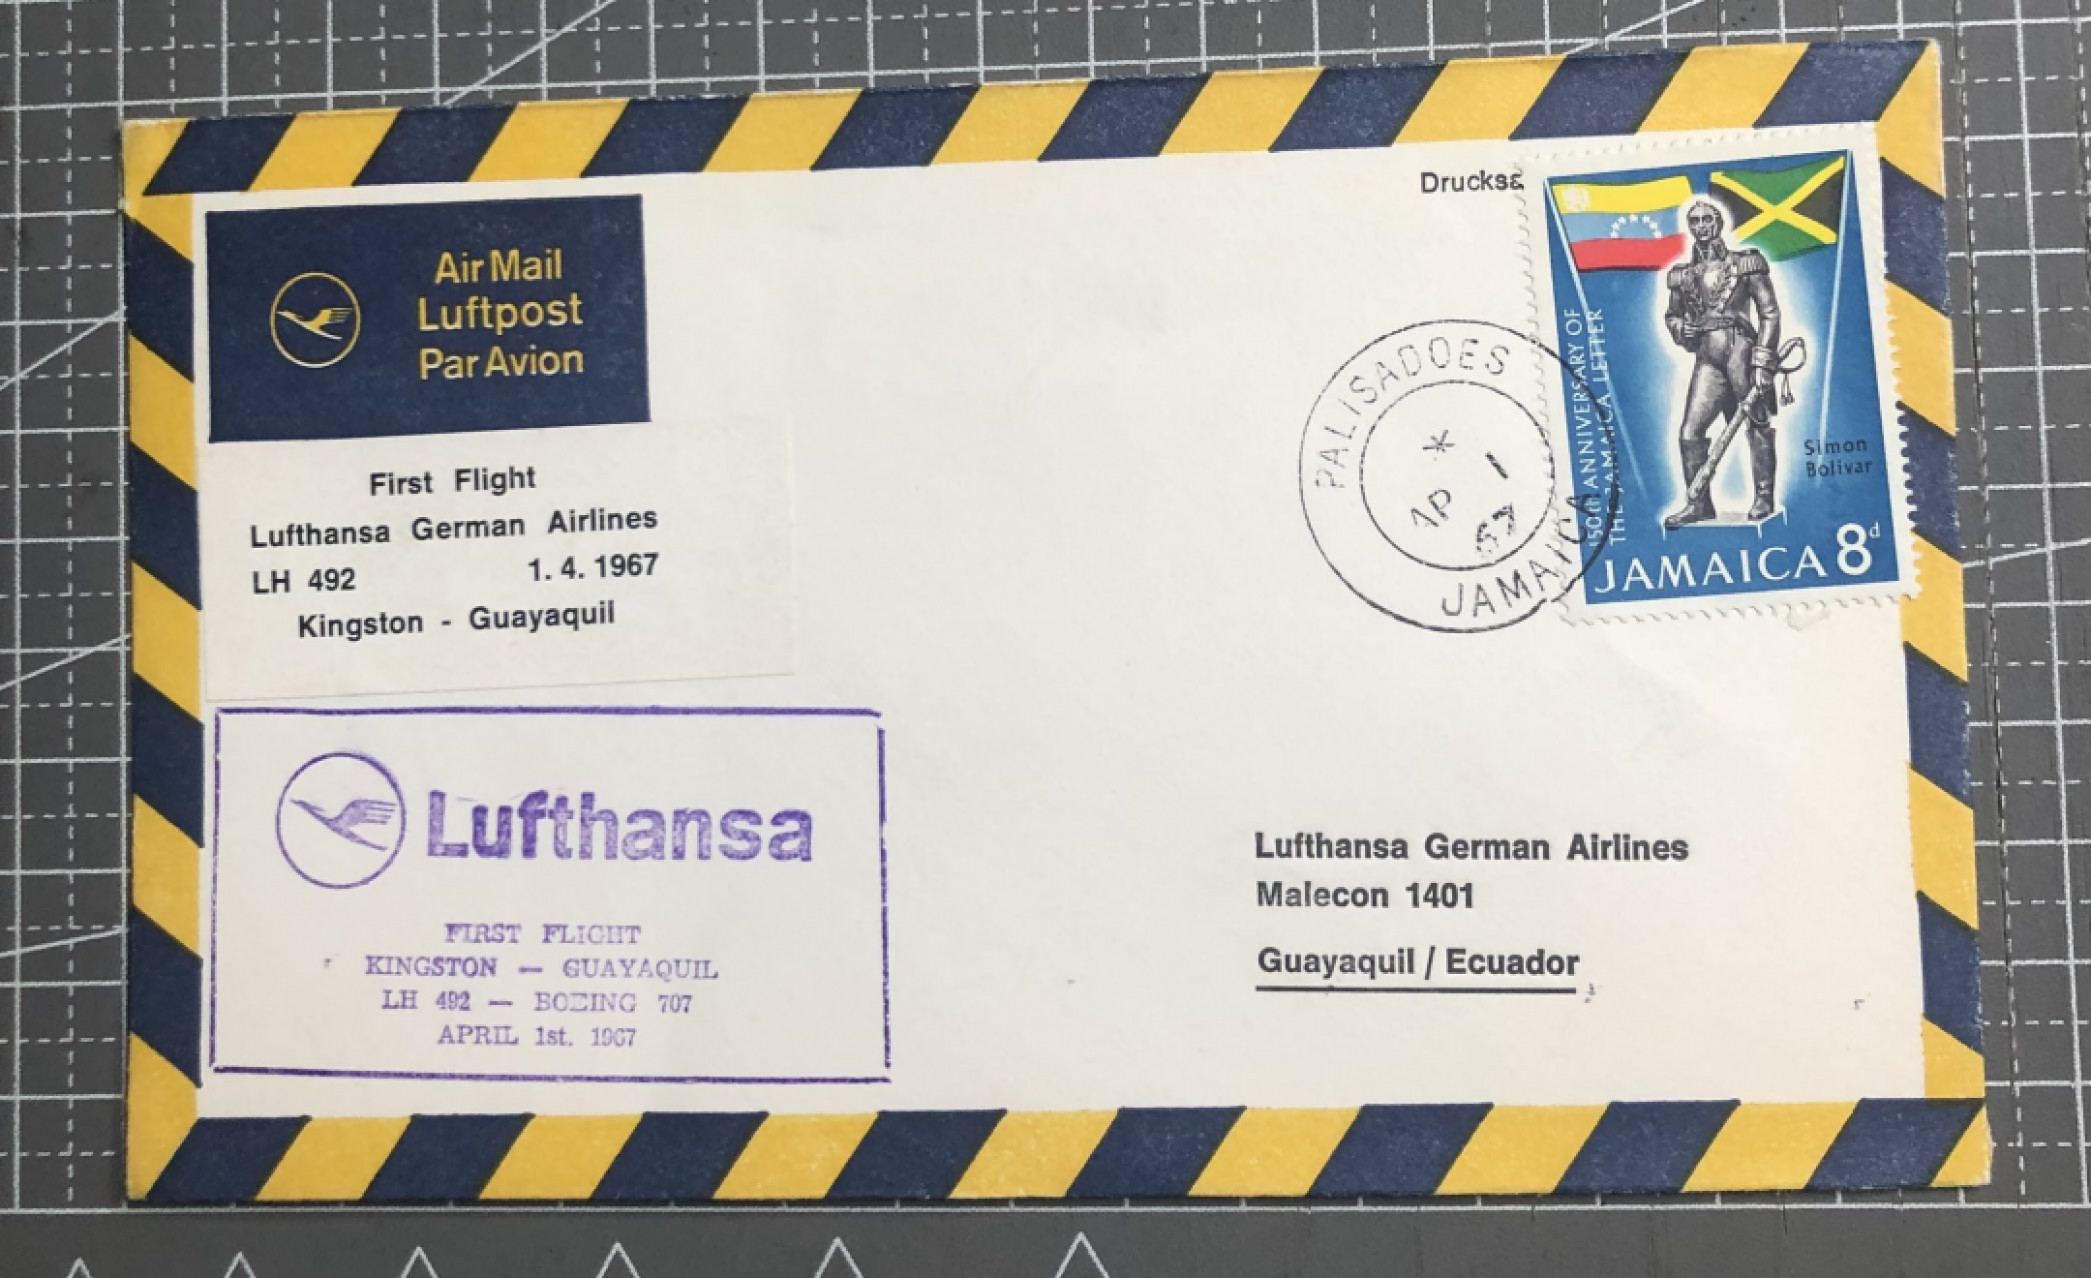 Air Mail
Luftpost
Par Avion
First Flight
Lufthansa German Airlines
LH 492 1. 4. 1967
Kingston - Guayaquil
Lufthansa
FIRST FLIGHT
KINGSTON — GUAYAQUIL
LH 492 — BOEING 707
APRIL 1st. 1967
Drucksa
150TH ANNIVERSARY OF
THE JAMAICA LETTER
Simon
Bolivar
JAMAICA 8d
PALISADOES
*
AP 1
67
JAMAICA
Lufthansa German Airlines
Malecon 1401
Guayaquil / Ecuador